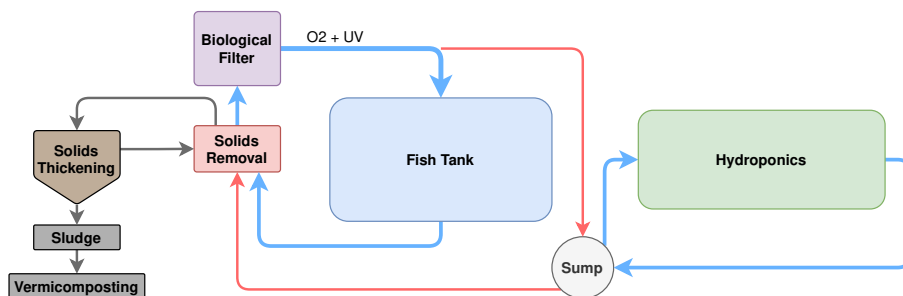 Biological
Filter
O2 + UV
Solids
Thickening
Solids
Removal
Fish Tank
Hydroponics
Sludge
Sump
Vermicomposting